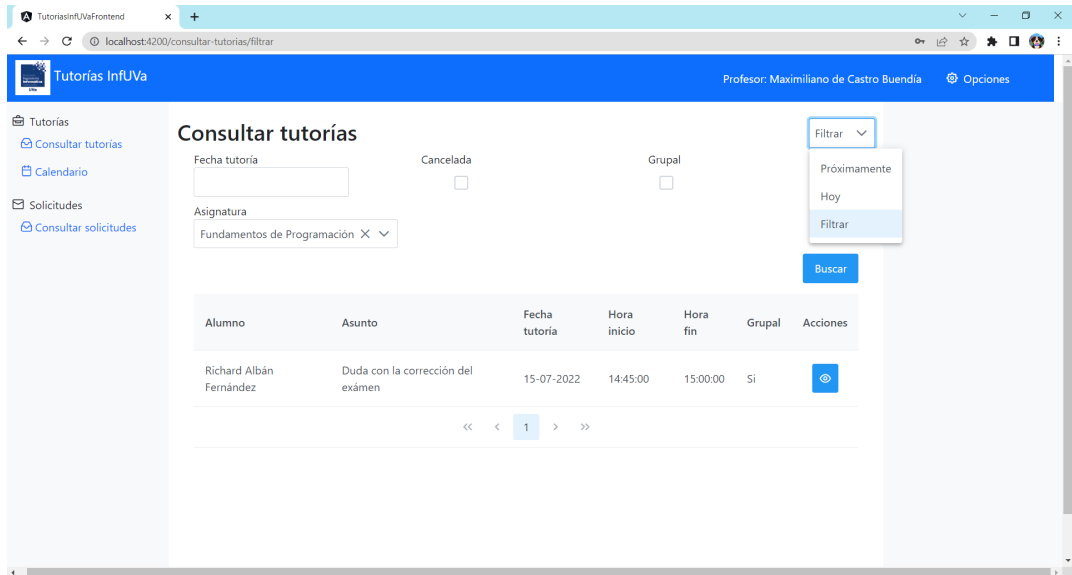 TutoriasInfUVaFrontend
localhost:4200/consultar-tutorias/filtrar
Tutorías InfUVa
Profesor: Maximiliano de Castro Buendía
Opciones
Tutorías
Consultar tutorías
Calendario
Solicitudes
Consultar solicitudes
Consultar tutorías
Filtrar
Próximamente
Hoy
Filtrar
Fecha tutoría
Cancelada
Grupal
Asignatura
Fundamentos de Programación
Buscar
Alumno Asunto Fecha tutoría Hora inicio Hora fin Grupal Acciones
Richard Albán Fernández Duda con la corrección del exámen 15-07-2022 14:45:00 15:00:00 Si
<< < 1 > >>